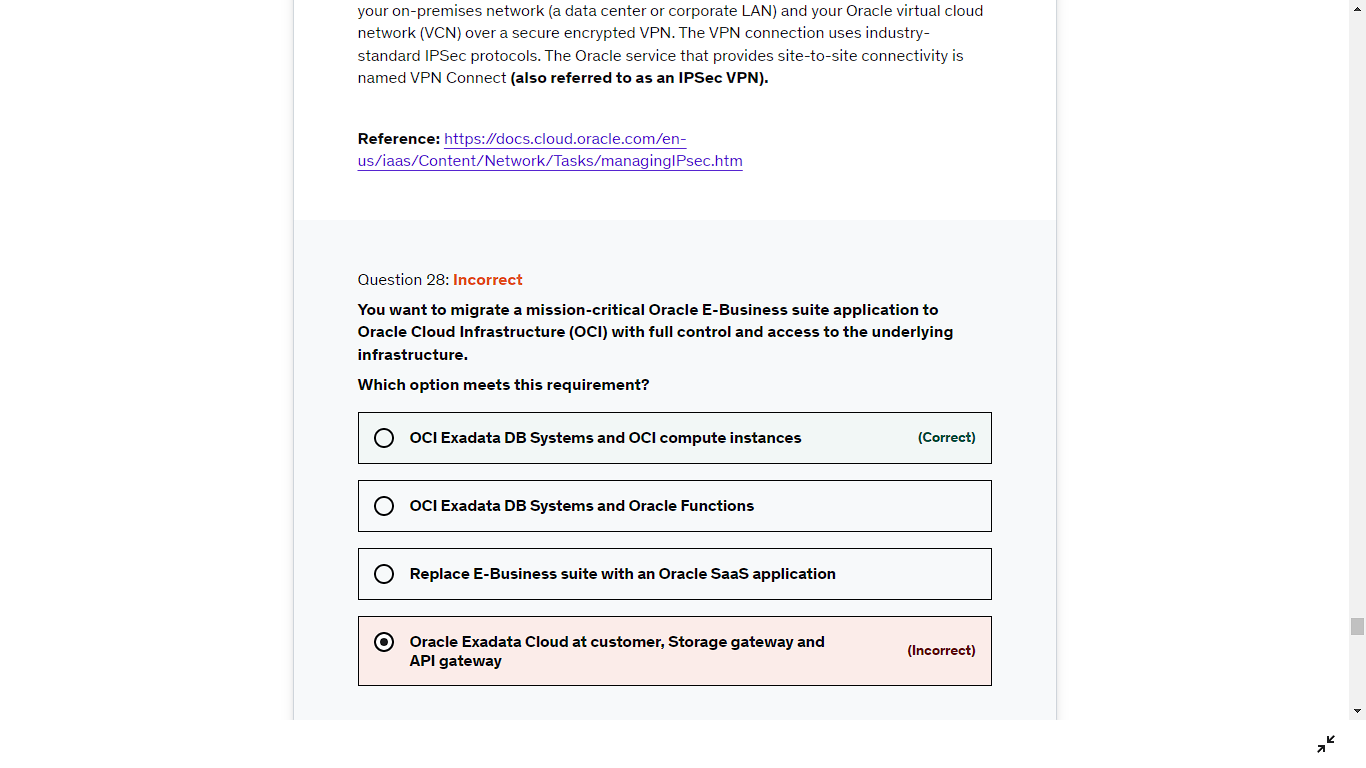 your on-premises network (a data center or corporate LAN) and your Oracle virtual cloud
network (VCN) over a secure encrypted VPN. The VPN connection uses industry-
standard IPSec protocols. The Oracle service that provides site-to-site connectivity is
named VPN Connect (also referred to as an IPSec VPN).
Reference: https://docs.cloud.oracle.com/en-
us/iaas/Content/Network/Tasks/managingIPsec.htm
Question 28: Incorrect
You want to migrate a mission-critical Oracle E-Business suite application to
Oracle Cloud Infrastructure (OCI) with full control and access to the underlying
infrastructure.
Which option meets this requirement?
OCI Exadata DB Systems and OCI compute instances (Correct)
OCI Exadata DB Systems and Oracle Functions
Replace E-Business suite with an Oracle SaaS application
Oracle Exadata Cloud at customer, Storage gateway and
API gateway
(Incorrect)